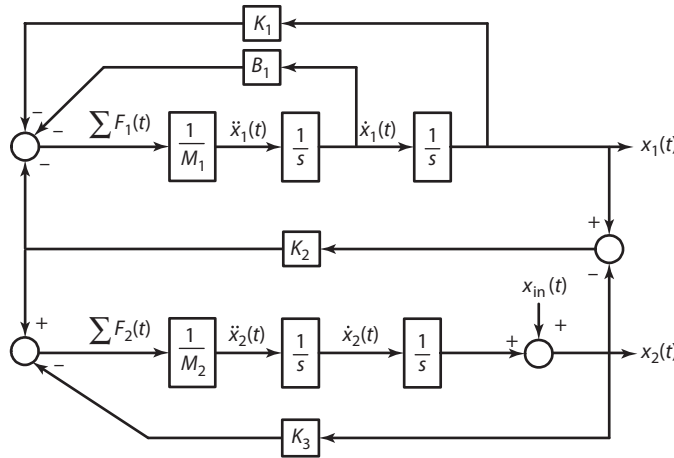 K1
B1
− − −
∑ F1(t)
1/M1
ẍ1(t)
1/s
ẋ1(t)
1/s
x1(t)
+
K2
−
xin(t)
+
∑ F2(t)
1/M2
ẍ2(t)
1/s
ẋ2(t)
1/s
+
+
x2(t)
−
K3